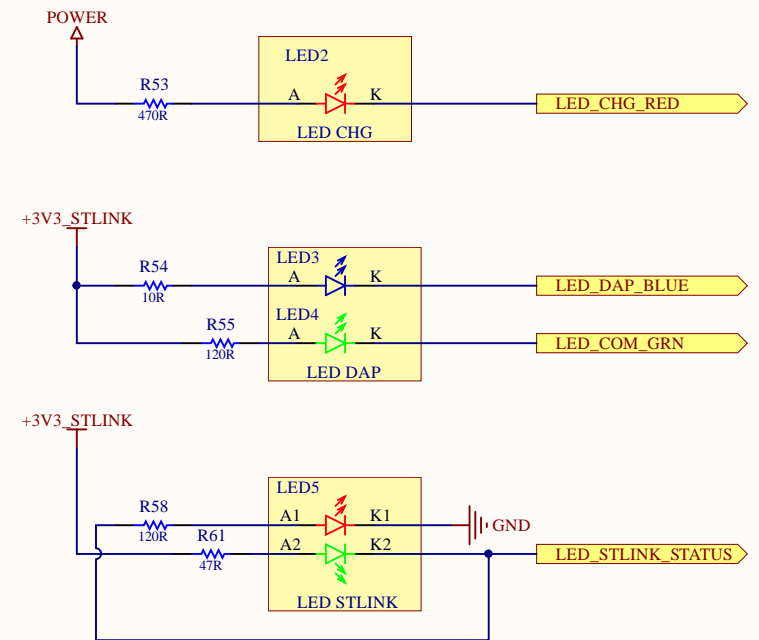 POWER
LED2
R53
A K
LED_CHG_RED
470R
LED CHG
+3V3_STLINK
LED3
R54
A K
LED_DAP_BLUE
10R
LED4
R55
A K
LED_COM_GRN
120R
LED DAP
+3V3_STLINK
LED5
R58
A1 K1
GND
120R
R61
A2 K2
LED_STLINK_STATUS
47R
LED STLINK